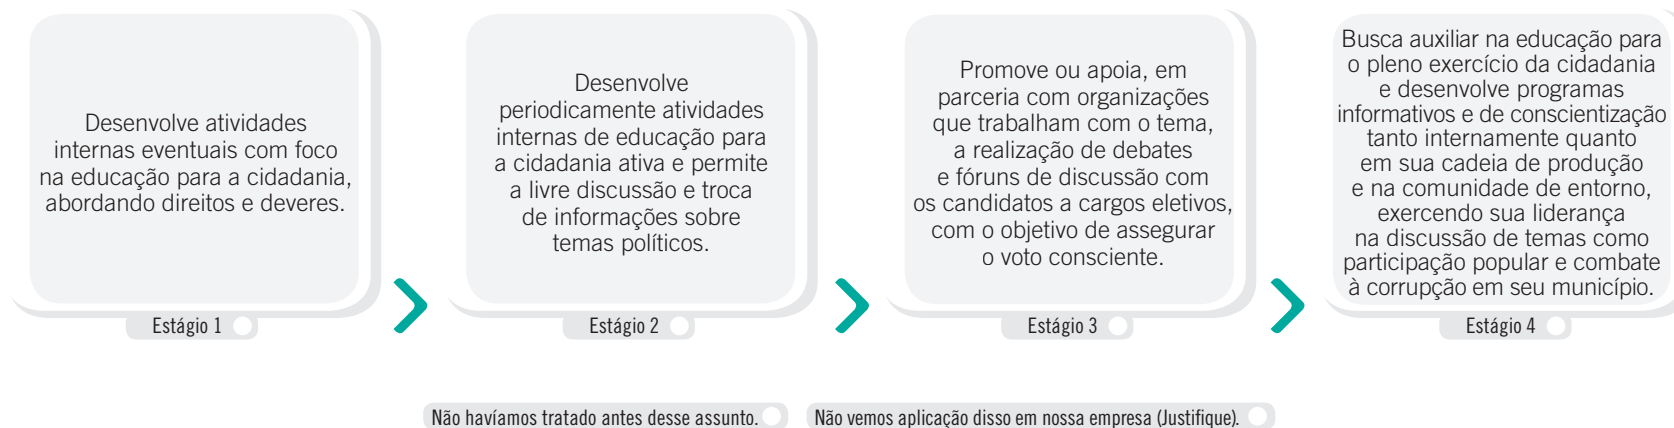 Desenvolve atividades
internas eventuais com foco
na educação para a cidadania,
abordando direitos e deveres.
Estágio 1
Desenvolve
periodicamente atividades
internas de educação para
a cidadania ativa e permite
a livre discussão e troca
de informações sobre
temas políticos.
Estágio 2
Promove ou apoia, em
parceria com organizações
que trabalham com o tema,
a realização de debates
e fóruns de discussão com
os candidatos a cargos eletivos,
com o objetivo de assegurar
o voto consciente.
Estágio 3
Busca auxiliar na educação para
o pleno exercício da cidadania
e desenvolve programas
informativos e de conscientização
tanto internamente quanto
em sua cadeia de produção
e na comunidade de entorno,
exercendo sua liderança
na discussão de temas como
participação popular e combate
à corrupção em seu município.
Estágio 4
Não havíamos tratado antes desse assunto.
Não vemos aplicação disso em nossa empresa (Justifique).